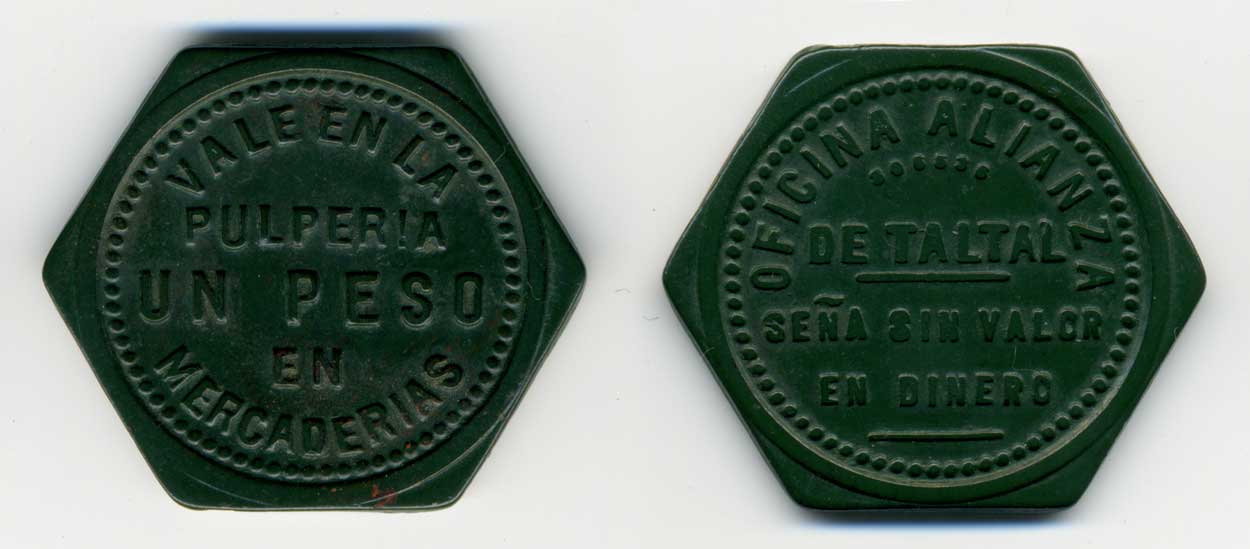 VALE EN LA
PULPERIA
UN PESO
EN
MERCADERIAS
OFICINA ALIANZA
DE TALTAL
SEÑA SIN VALOR
EN DINERO